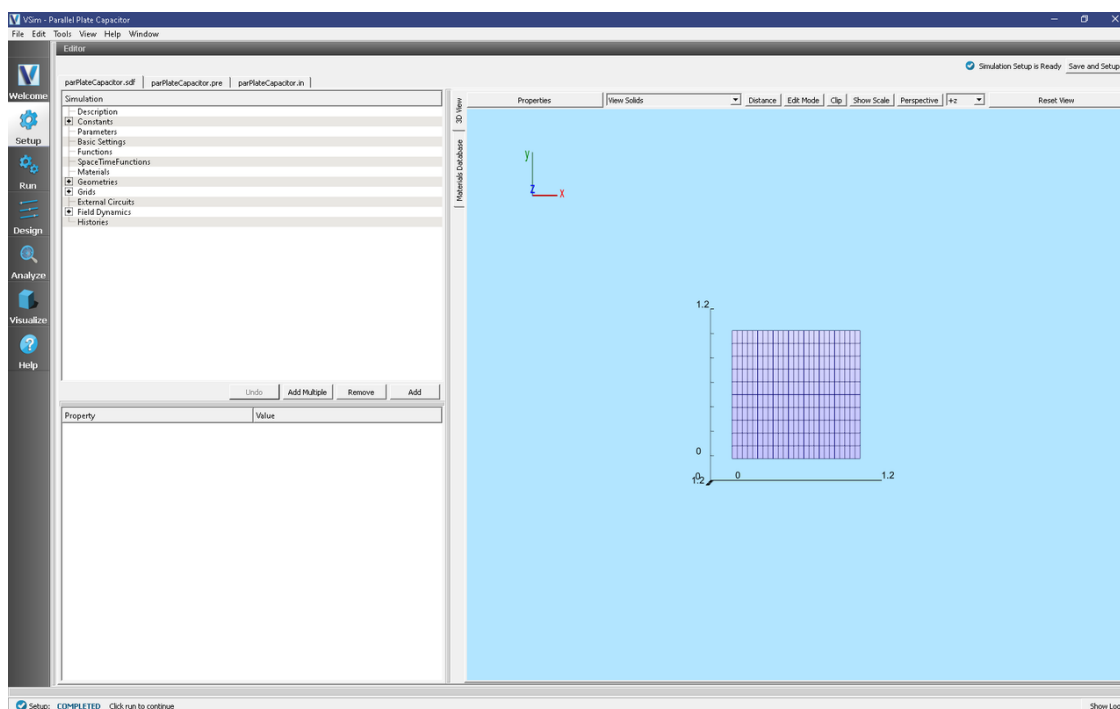 VSim - Parallel Plate Capacitor
File Edit Tools View Help Window
Editor
Simulation Setup is Ready Save and Setup
parPlateCapacitor.sdf parPlateCapacitor.pre parPlateCapacitor.in
Welcome
Setup
Run
Design
Analyze
Visualize
Help
Simulation
Description
Constants
Parameters
Basic Settings
Functions
SpaceTimeFunctions
Materials
Geometries
Grids
External Circuits
Field Dynamics
Histories
Undo Add Multiple Remove Add
Property Value
3D View
Materials Database
Properties View Solids Distance Edit Mode Clip Show Scale Perspective +z Reset View
y
z x
1.2
0
0 1.2
1.2
Setup: COMPLETED Click run to continue